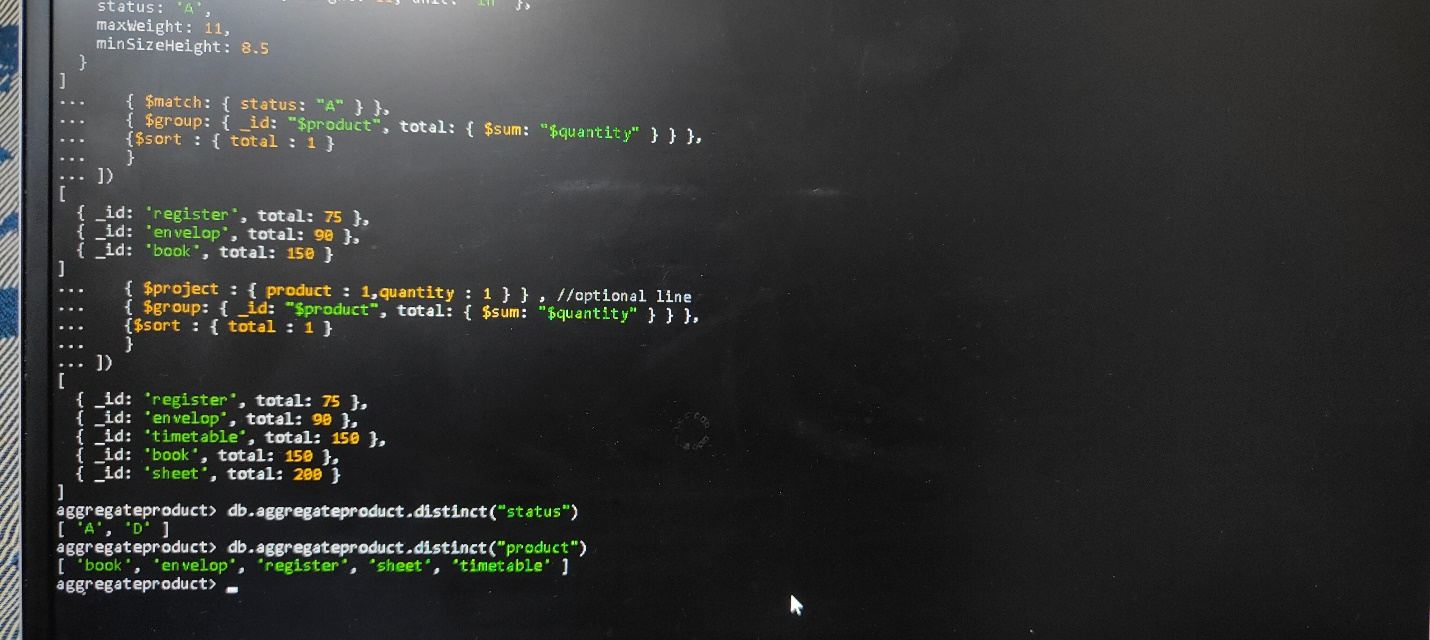 status: 'A',
maxWeight: 11,
minSizeHeight: 8.5
}
]
... { $match: { status: "A" } },
... { $group: { _id: "$product", total: { $sum: "$quantity" } } },
... {$sort : { total : 1 }
... }
... ])
[
{ _id: 'register', total: 75 },
{ _id: 'envelop', total: 90 },
{ _id: 'book', total: 150 }
]
... { $project : { product : 1,quantity : 1 } } , //optional line
... { $group: { _id: "$product", total: { $sum: "$quantity" } } },
... {$sort : { total : 1 }
... }
... ])
[
{ _id: 'register', total: 75 },
{ _id: 'envelop', total: 90 },
{ _id: 'timetable', total: 150 },
{ _id: 'book', total: 150 },
{ _id: 'sheet', total: 200 }
]
aggregateproduct> db.aggregateproduct.distinct("status")
[ 'A', 'D' ]
aggregateproduct> db.aggregateproduct.distinct("product")
[ 'book', 'envelop', 'register', 'sheet', 'timetable' ]
aggregateproduct>